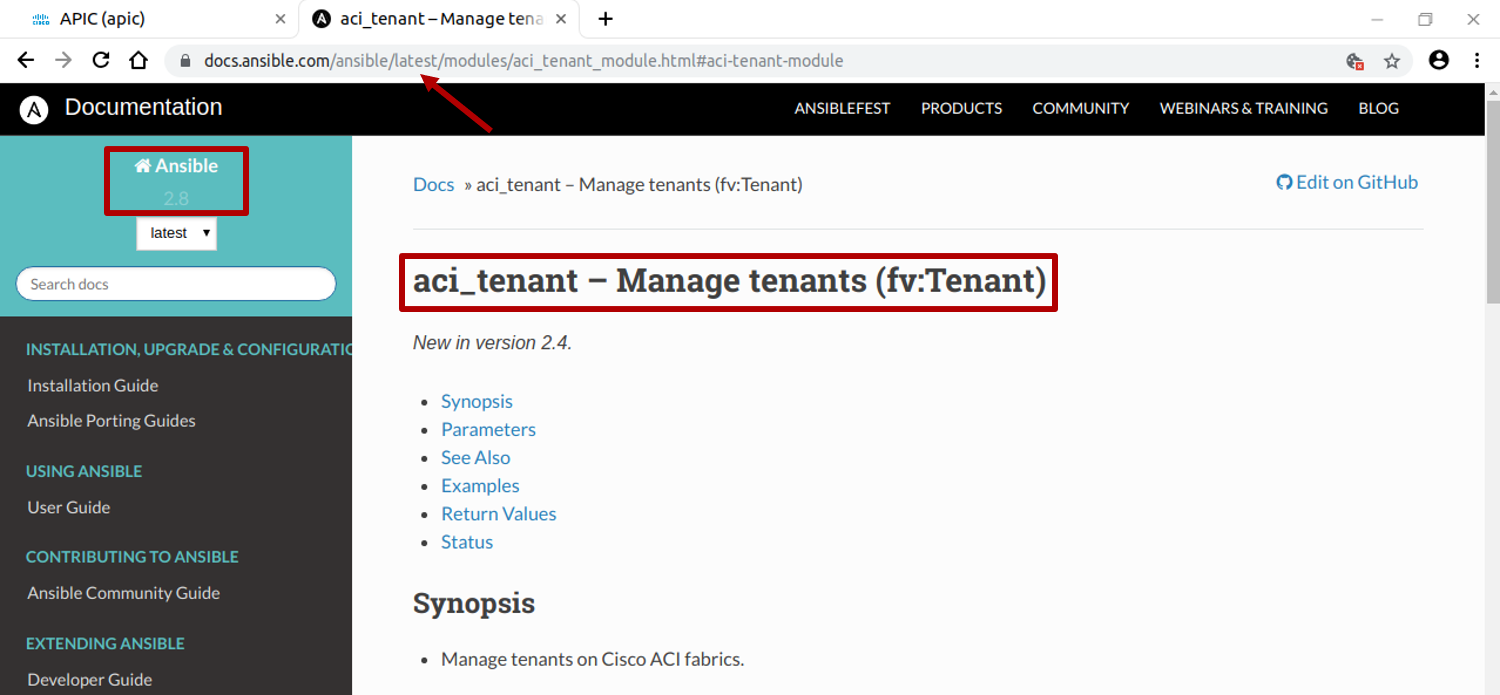 APIC (apic)
aci_tenant – Manage tena
docs.ansible.com/ansible/latest/modules/aci_tenant_module.html#aci-tenant-module
Documentation
ANSIBLEFEST PRODUCTS COMMUNITY WEBINARS & TRAINING BLOG
Ansible
2.8
latest
Search docs
INSTALLATION, UPGRADE & CONFIGURATIO
Installation Guide
Ansible Porting Guides
USING ANSIBLE
User Guide
CONTRIBUTING TO ANSIBLE
Ansible Community Guide
EXTENDING ANSIBLE
Developer Guide
Docs » aci_tenant – Manage tenants (fv:Tenant)
Edit on GitHub
aci_tenant – Manage tenants (fv:Tenant)
New in version 2.4.
• Synopsis
• Parameters
• See Also
• Examples
• Return Values
• Status
Synopsis
• Manage tenants on Cisco ACI fabrics.